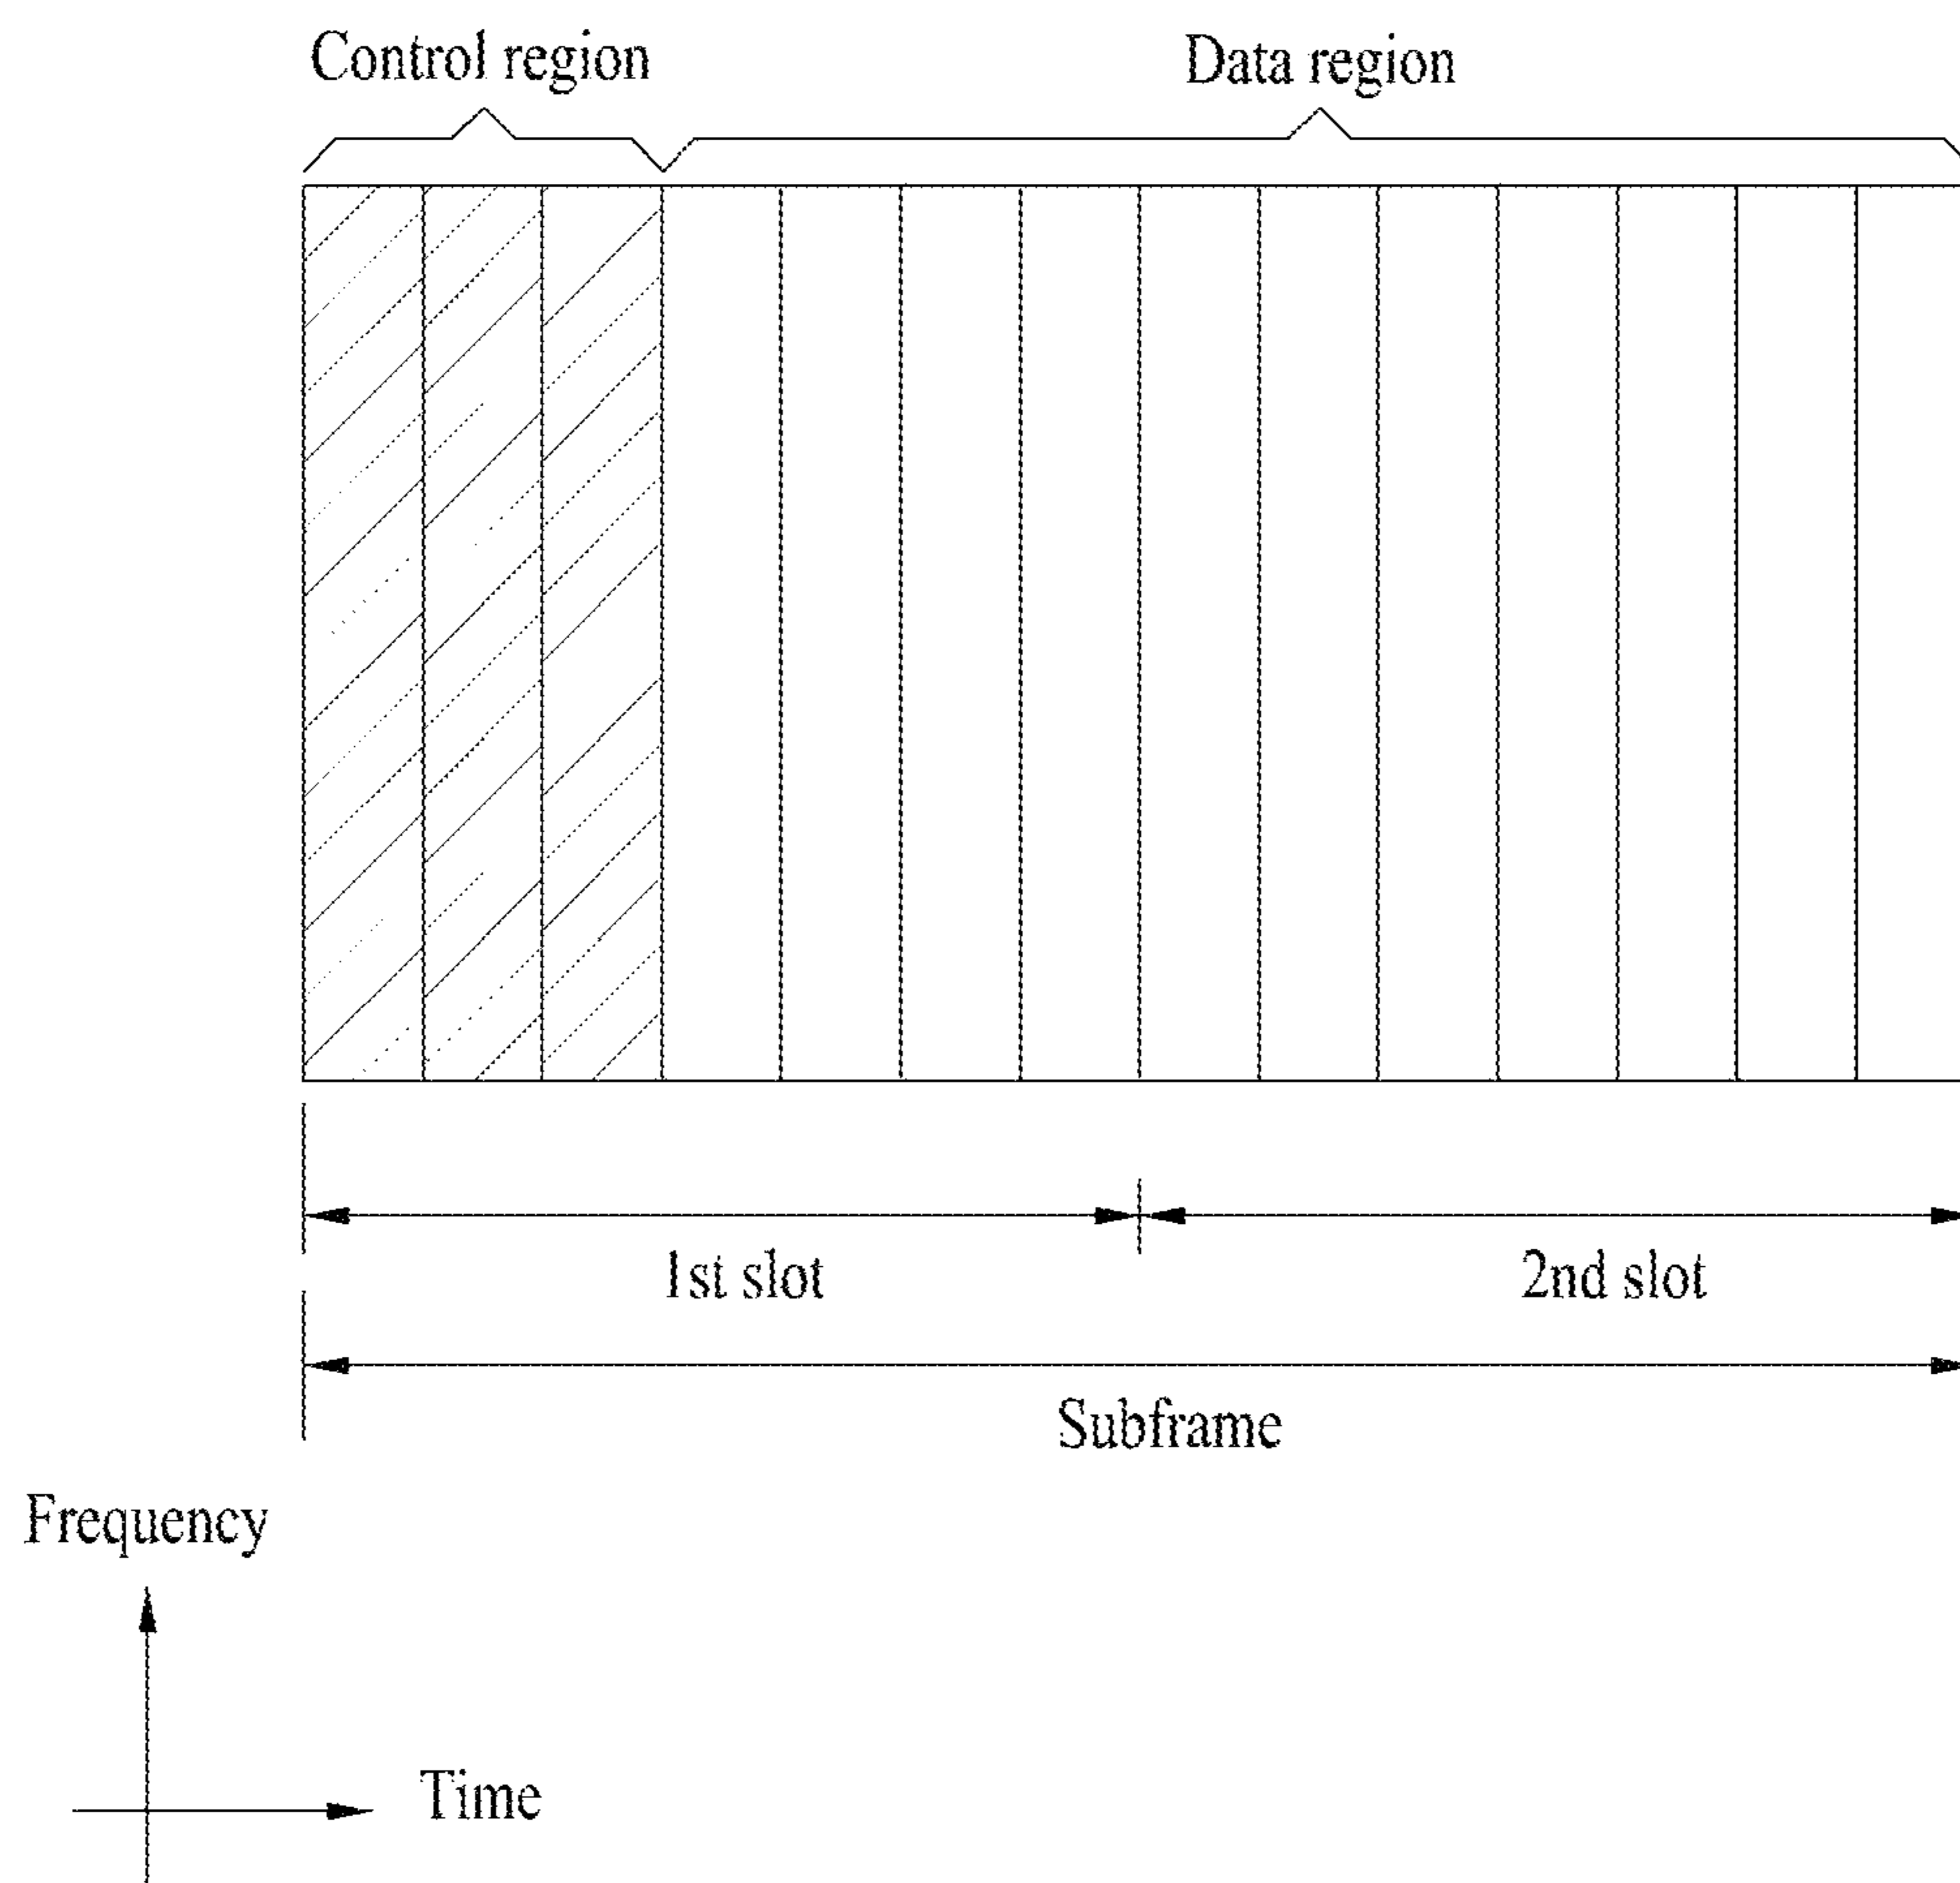 Control region
Data region
1st slot
2nd slot
Subframe
Frequency
Time